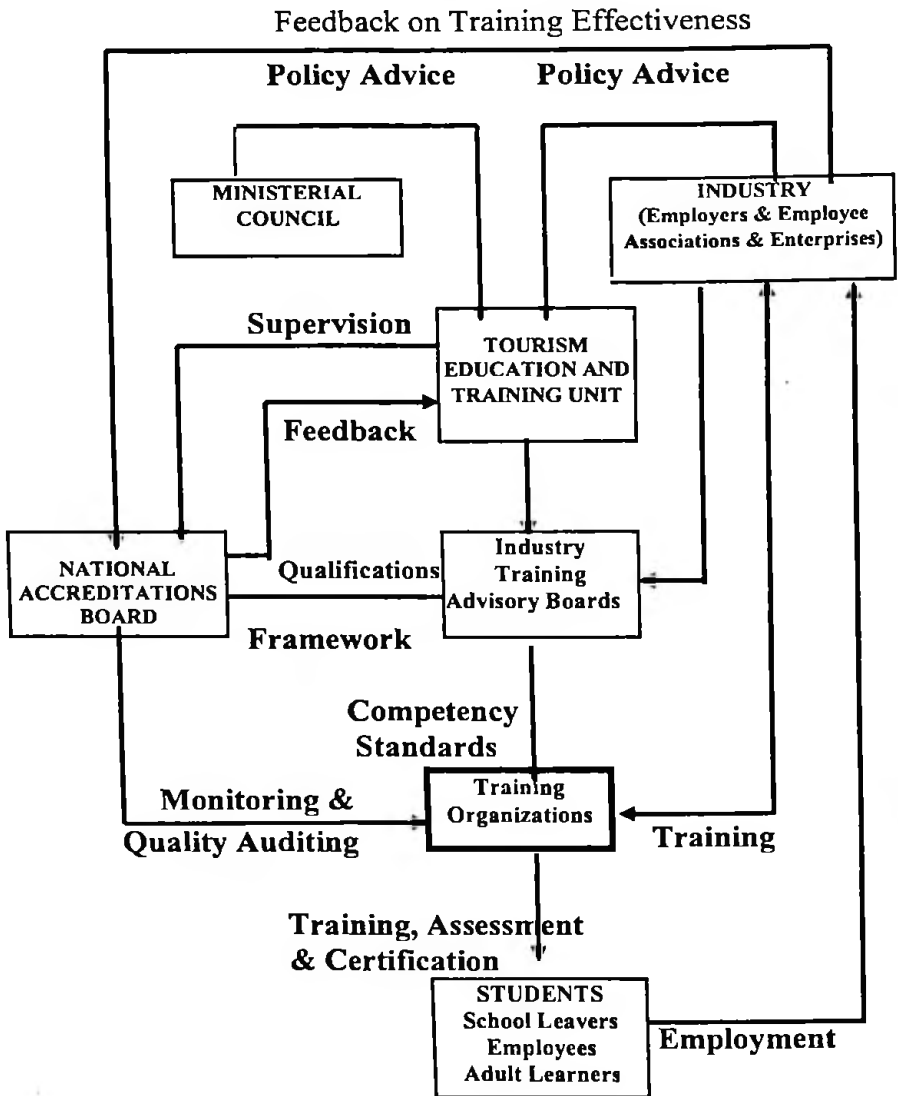 Feedback on Training Effectiveness
Policy Advice
Policy Advice
MINISTERIAL
COUNCIL
INDUSTRY
(Employers & Employee
Associations & Enterprises)
Supervision
TOURISM
EDUCATION AND
TRAINING UNIT
Feedback
NATIONAL
ACCREDITATIONS
BOARD
Qualifications
Framework
Industry
Training
Advisory Boards
Competency
Standards
Monitoring &
Quality Auditing
Training
Organizations
Training
Training, Assessment
& Certification
STUDENTS
School Leavers
Employees
Adult Learners
Employment